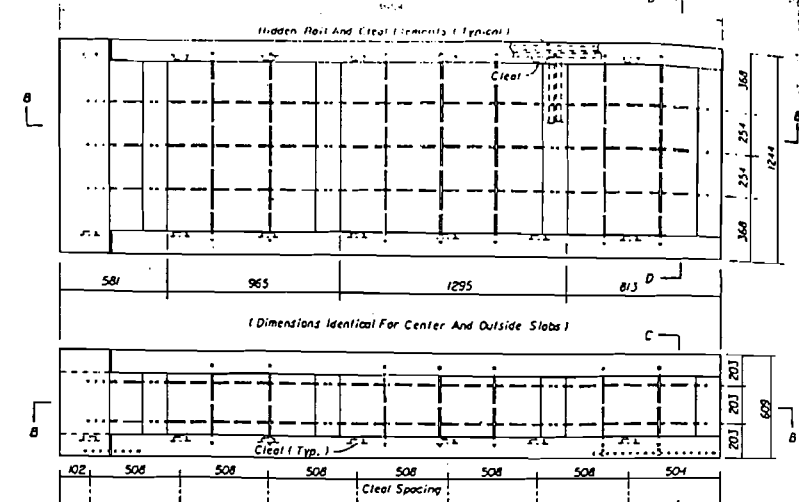 Hidden Rail And Cleat Elements (Typical)
Cleat
B
B
368
254
254
368
1244
581 965 1295 813
D
(Dimensions Identical For Center And Outside Slabs)
C
203
203
203
609
B
B
Cleat (Typ.)
102 508 508 508 508 508 508 504
Cleat Spacing